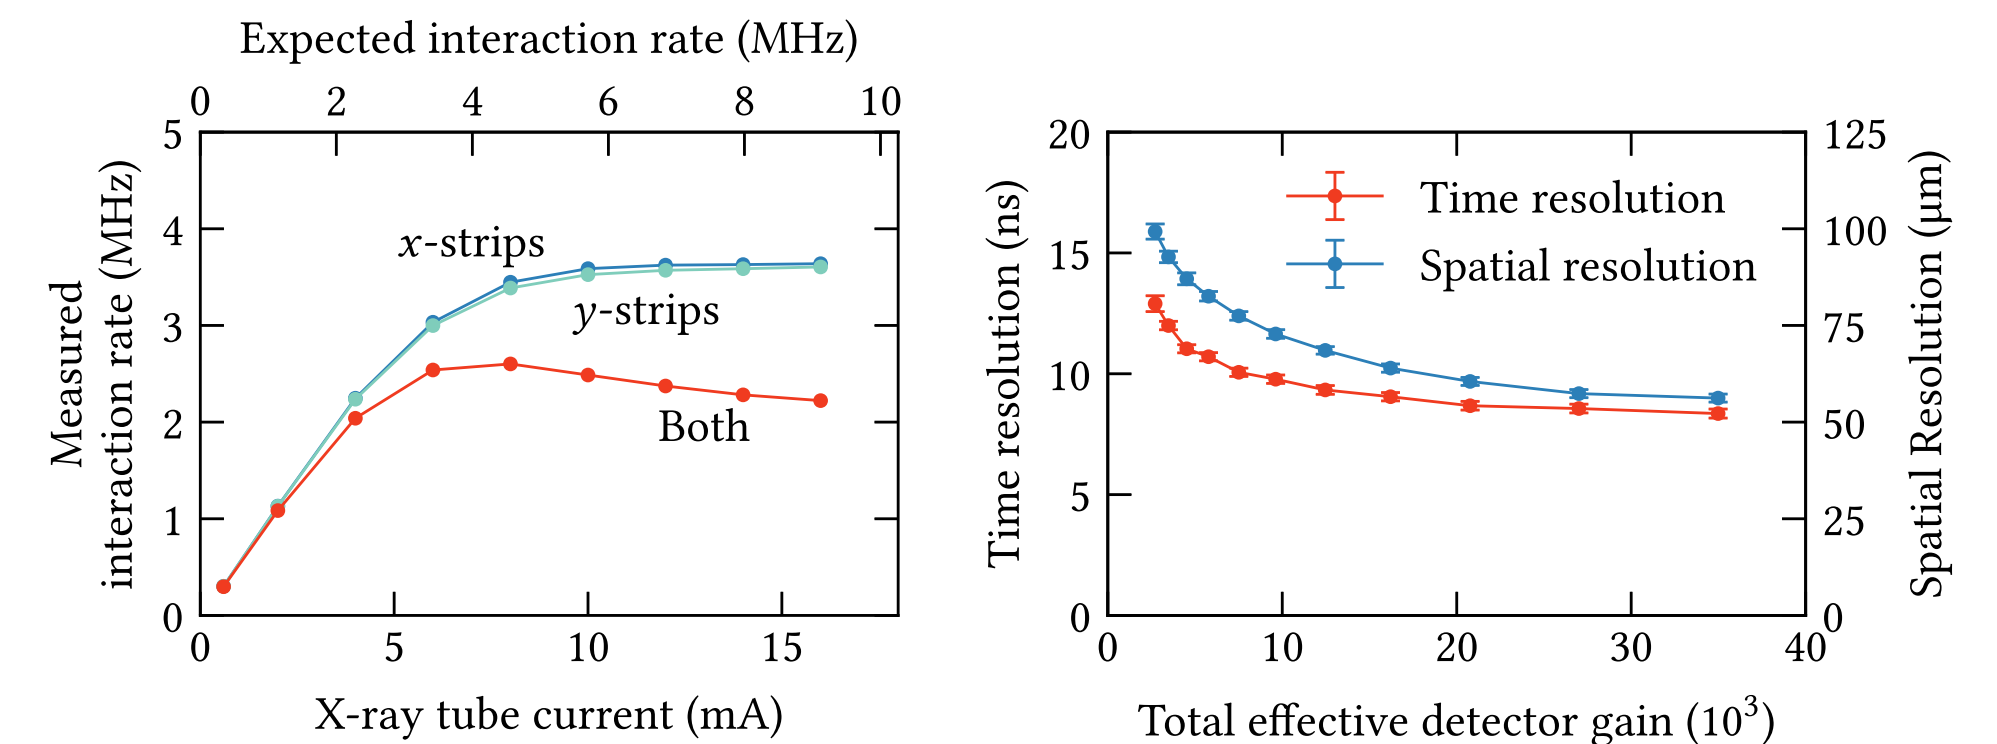 Expected interaction rate (MHz)
0 2 4 6 8 10
5
4
3
2
1
0
Measured
interaction rate (MHz)
x-strips
y-strips
Both
0 5 10 15
X-ray tube current (mA)
20
15
10
5
0
Time resolution (ns)
Time resolution
Spatial resolution
125
100
75
50
25
0
Spatial Resolution (μm)
0 10 20 30 40
Total effective detector gain (10³)